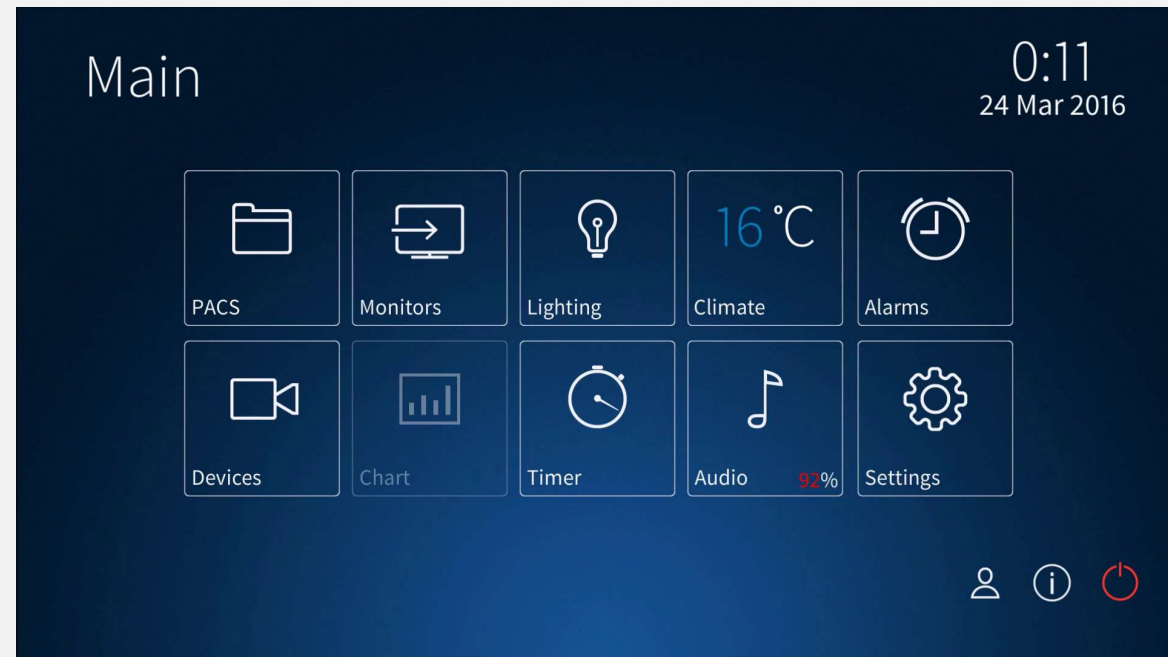 Main
0:11
24 Mar 2016
PACS
Monitors
Lighting
16 °C
Climate
Alarms
Devices
Chart
Timer
Audio 92%
Settings